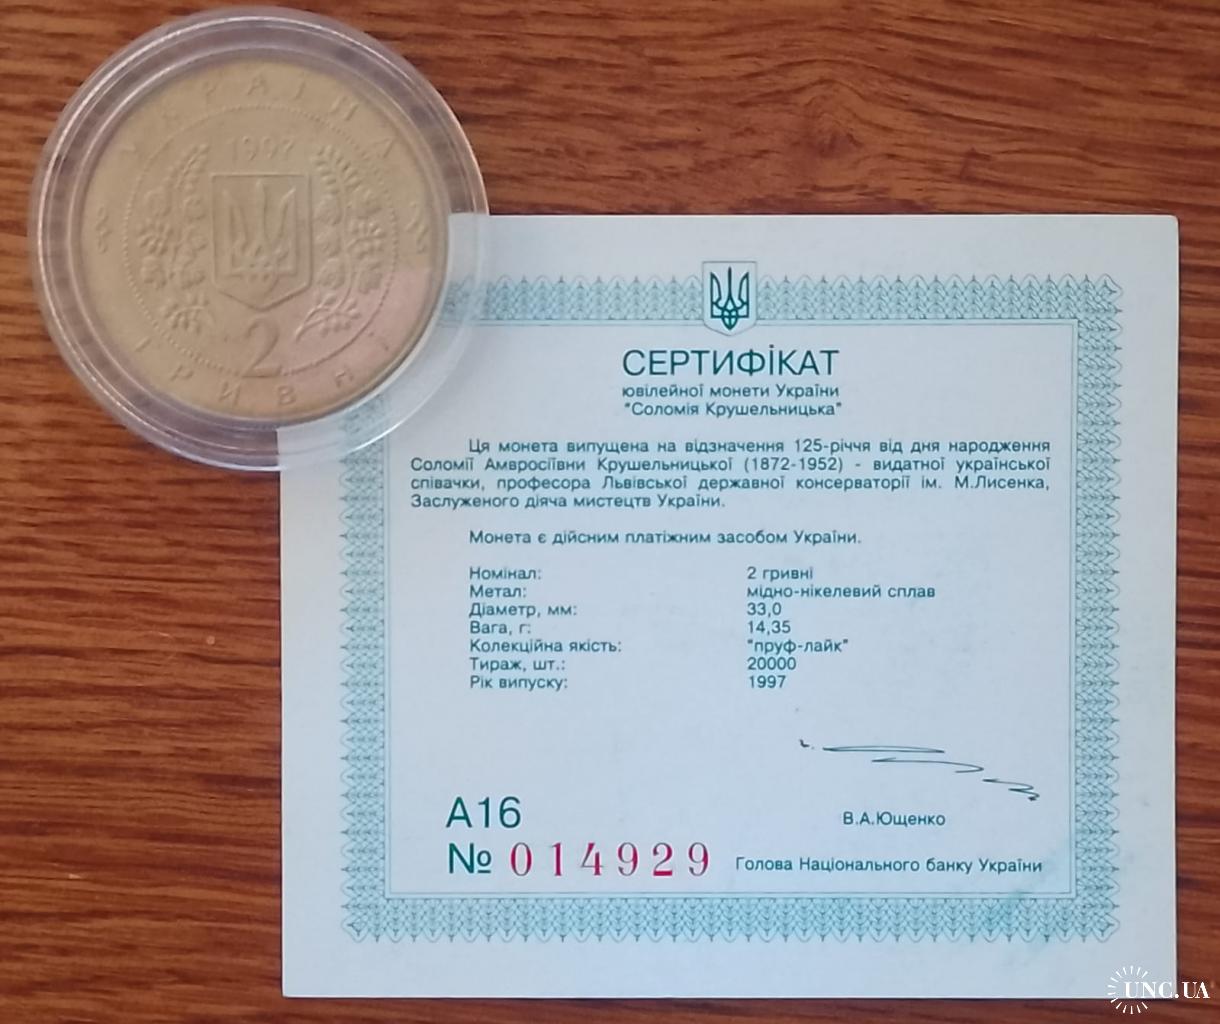 УКРАЇНА
1997
2
ГРИВНІ
СЕРТИФІКАТ
ювілейної монети України
"Соломія Крушельницька"
Ця монета випущена на відзначення 125-річчя від дня народження
Соломії Амвросіївни Крушельницької (1872-1952) - видатної української
співачки, професора Львівської державної консерваторії ім. М.Лисенка,
Заслуженого діяча мистецтв України.
Монета є дійсним платіжним засобом України.
Номінал: 2 гривні
Метал: мідно-нікелевий сплав
Діаметр, мм: 33,0
Вага, г: 14,35
Колекційна якість: "пруф-лайк"
Тираж, шт.: 20000
Рік випуску: 1997
А16
№ 014929
В.А.Ющенко
Голова Національного банку України
UNC.UA